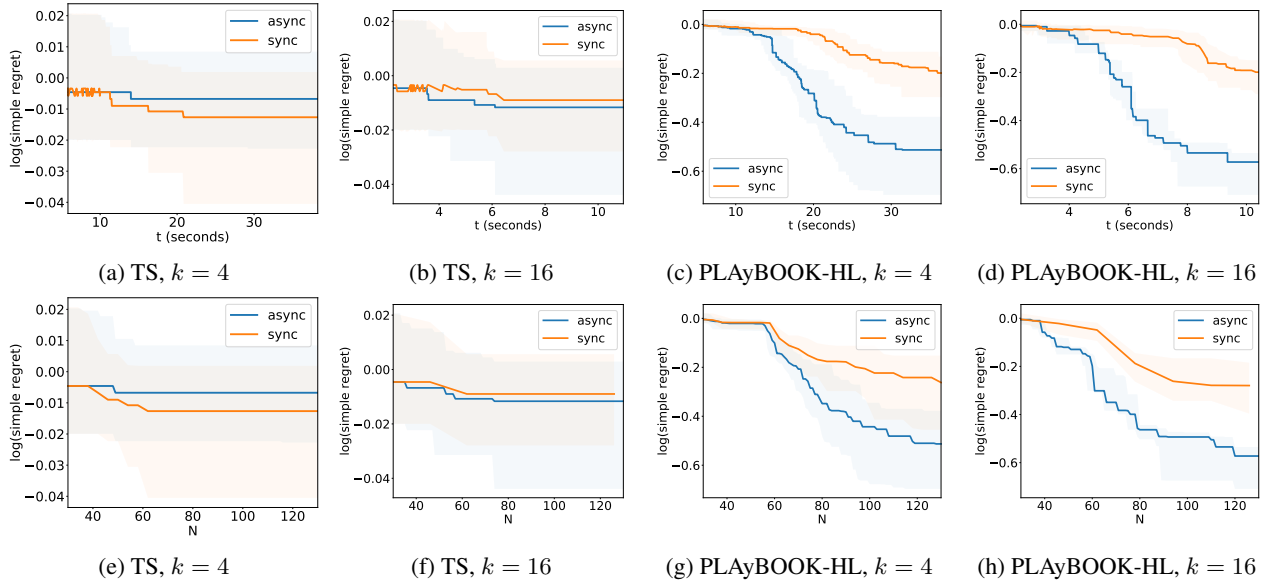 0.02
0.01
0.00
−0.01
−0.02
−0.03
−0.04
log(simple regret)
async
sync
10
20
30
t (seconds)
(a) TS, k = 4
0.02
0.00
−0.02
−0.04
log(simple regret)
async
sync
4
6
8
10
t (seconds)
(b) TS, k = 16
0.0
−0.2
−0.4
−0.6
log(simple regret)
async
sync
10
20
30
t (seconds)
(c) PLAyBOOK-HL, k = 4
0.0
−0.2
−0.4
−0.6
log(simple regret)
async
sync
4
6
8
10
t (seconds)
(d) PLAyBOOK-HL, k = 16
0.02
0.01
0.00
−0.01
−0.02
−0.03
−0.04
log(simple regret)
async
sync
40
60
80
100
120
N
(e) TS, k = 4
0.02
0.00
−0.02
−0.04
log(simple regret)
async
sync
40
60
80
100
120
N
(f) TS, k = 16
0.0
−0.2
−0.4
−0.6
log(simple regret)
async
sync
40
60
80
100
120
N
(g) PLAyBOOK-HL, k = 4
0.0
−0.2
−0.4
−0.6
log(simple regret)
async
sync
40
60
80
100
120
N
(h) PLAyBOOK-HL, k = 16